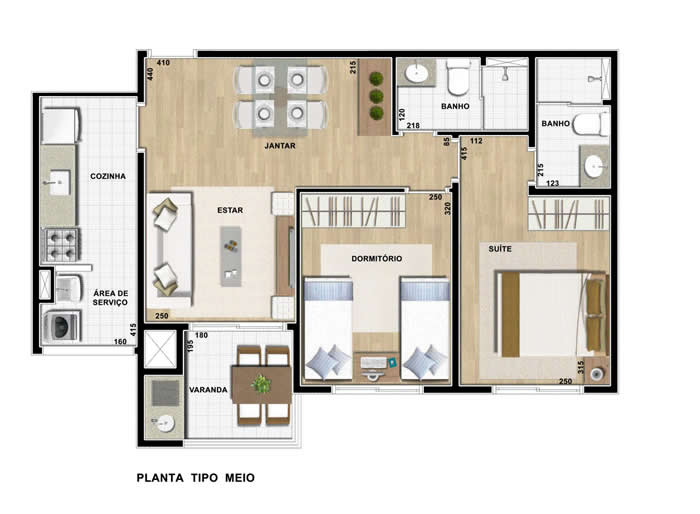 410
440
215
JANTAR
120
BANHO
218
85
415
112
BANHO
215
123
COZINHA
ESTAR
250
320
250
DORMITÓRIO
SUÍTE
ÁREA DE
SERVIÇO
415
160
180
195
VARANDA
315
250
PLANTA TIPO MEIO